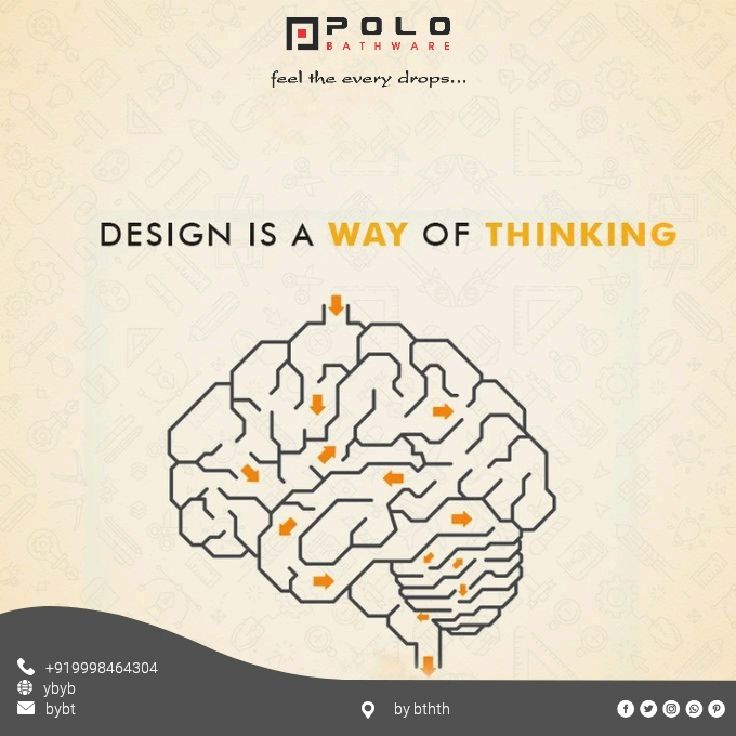 POLO
BATHWARE
feel the every drops...
DESIGN IS A WAY OF THINKING
+919998464304
ybyb
bybt
by bthth